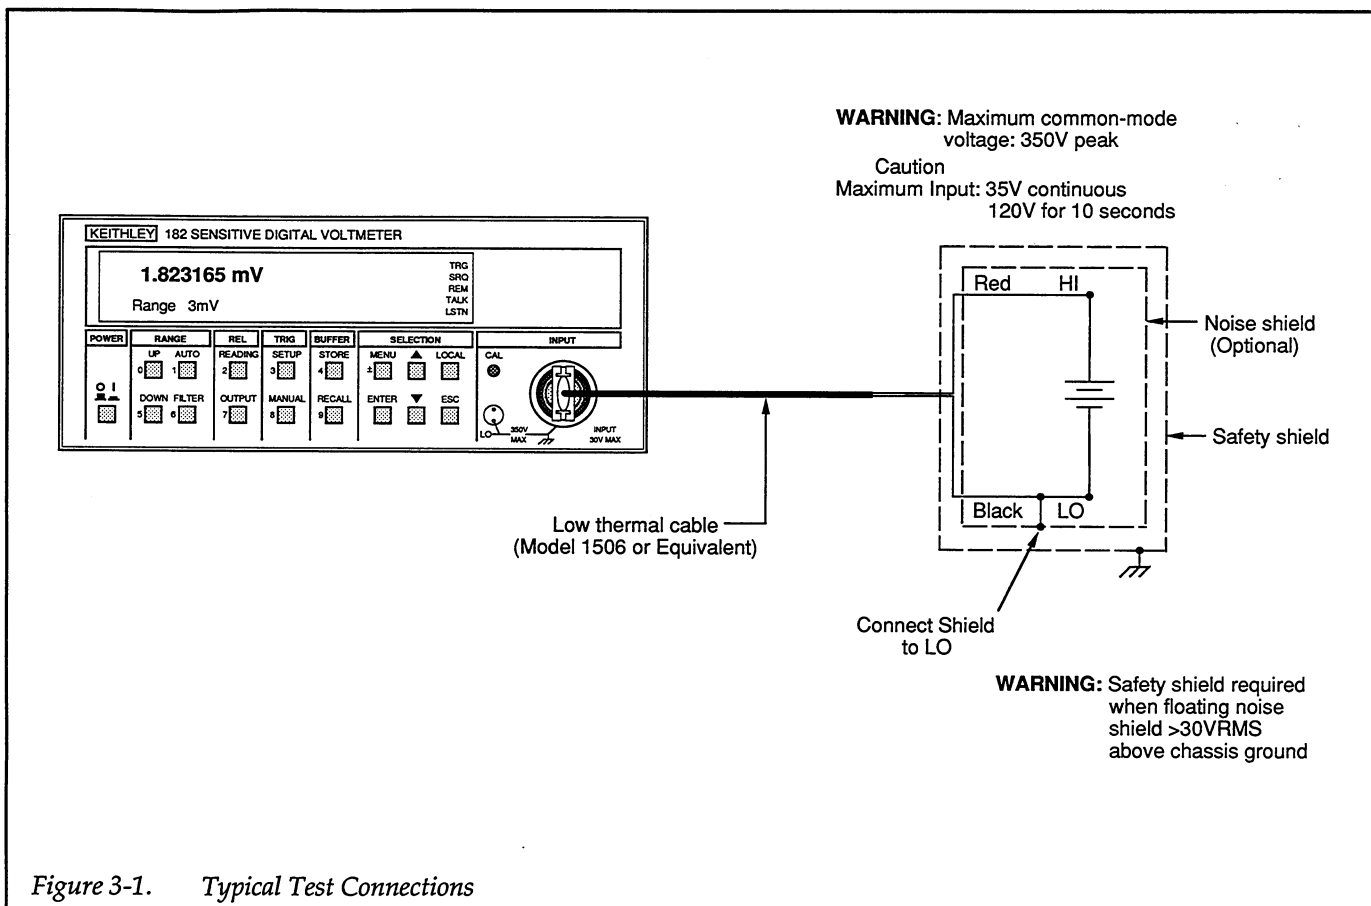 WARNING: Maximum common-mode
voltage: 350V peak
Caution
Maximum Input: 35V continuous
120V for 10 seconds
KEITHLEY 182 SENSITIVE DIGITAL VOLTMETER
1.823165 mV
Range 3mV
TRG
SRQ
REM
TALK
LSTN
POWER RANGE REL TRIG BUFFER SELECTION INPUT
UP AUTO READING SETUP STORE MENU ▲ LOCAL CAL
0 1 2 3 4 ±
O I
DOWN FILTER OUTPUT MANUAL RECALL ENTER ▼ ESC
5 6 7 8 9
LO 350V MAX
INPUT
30V MAX
Red HI
Noise shield
(Optional)
Safety shield
Black LO
Low thermal cable
(Model 1506 or Equivalent)
Connect Shield
to LO
WARNING: Safety shield required
when floating noise
shield >30VRMS
above chassis ground
Figure 3-1. Typical Test Connections